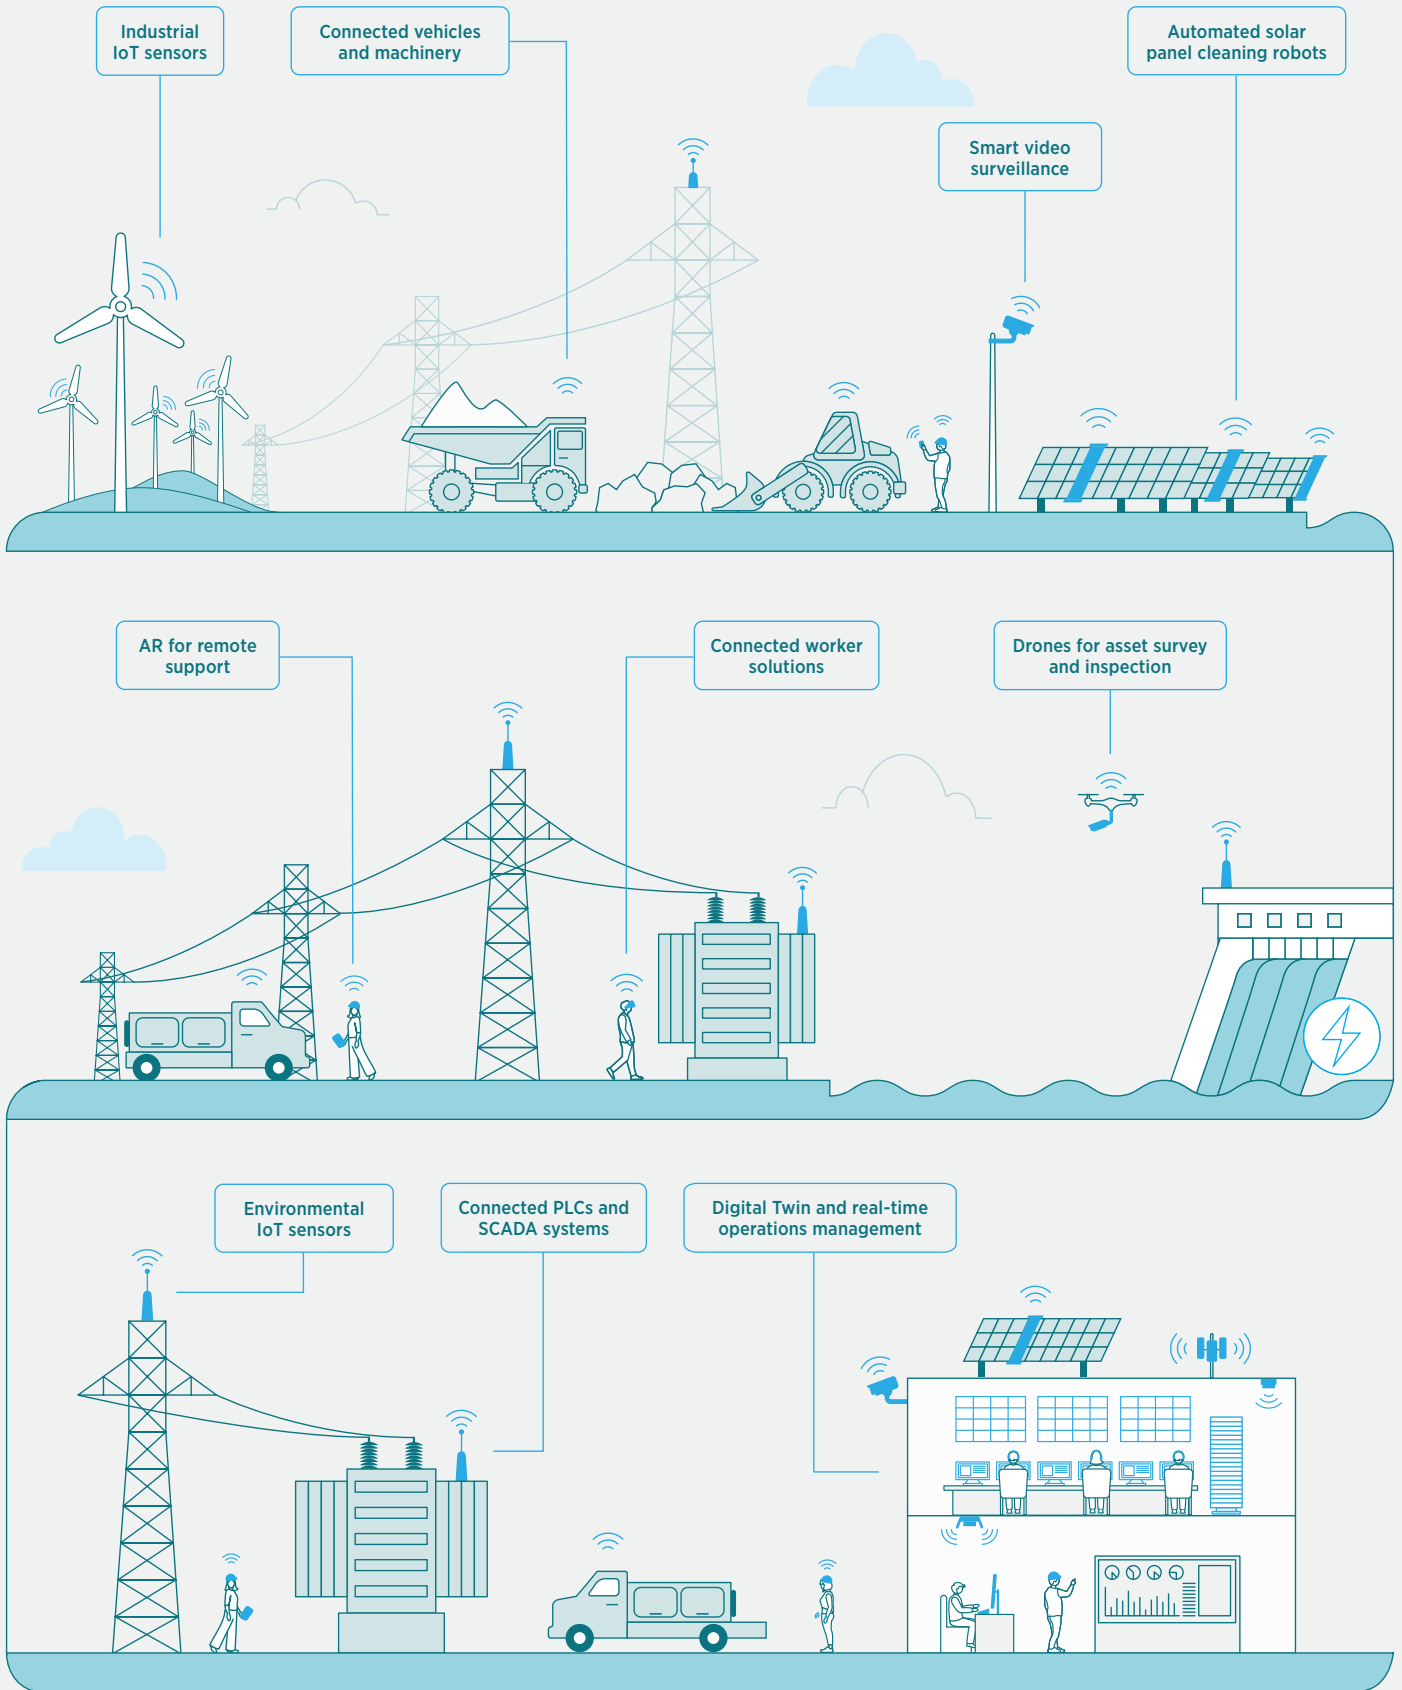 Industrial
IoT sensors
Connected vehicles
and machinery
Automated solar
panel cleaning robots
Smart video
surveillance
AR for remote
support
Connected worker
solutions
Drones for asset survey
and inspection
Environmental
IoT sensors
Connected PLCs and
SCADA systems
Digital Twin and real-time
operations management